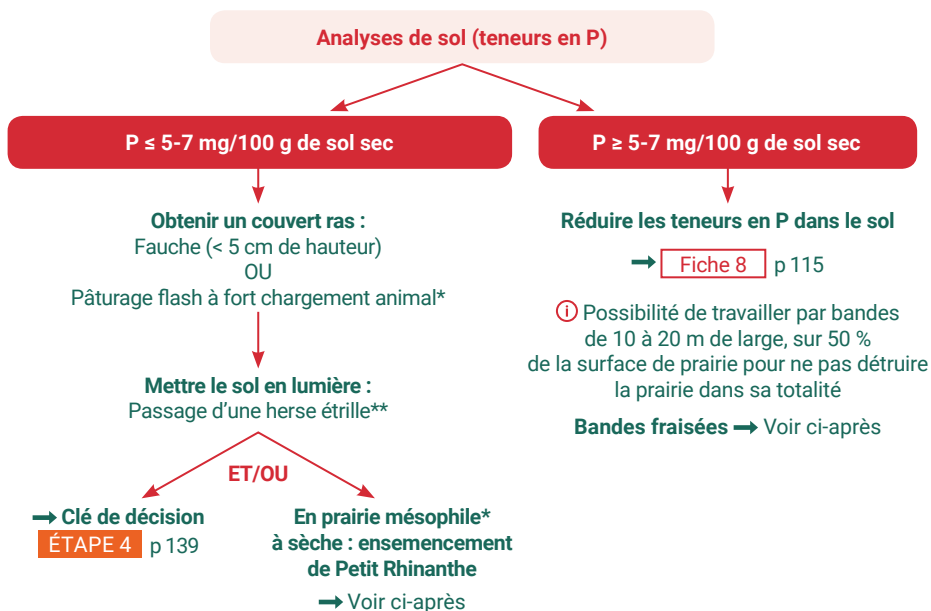 Analyses de sol (teneurs en P)
P ≤ 5-7 mg/100 g de sol sec
Obtenir un couvert ras :
Fauche (< 5 cm de hauteur)
OU
Pâturage flash à fort chargement animal*
Mettre le sol en lumière :
Passage d'une herse étrille**
ET/OU
→ Clé de décision
ÉTAPE 4 p 139
En prairie mésophile*
à sèche : ensemencement
de Petit Rhinanthe
→ Voir ci-après
P ≥ 5-7 mg/100 g de sol sec
Réduire les teneurs en P dans le sol
→ Fiche 8 p 115
i Possibilité de travailler par bandes
de 10 à 20 m de large, sur 50 %
de la surface de prairie pour ne pas détruire
la prairie dans sa totalité
Bandes fraisées → Voir ci-après